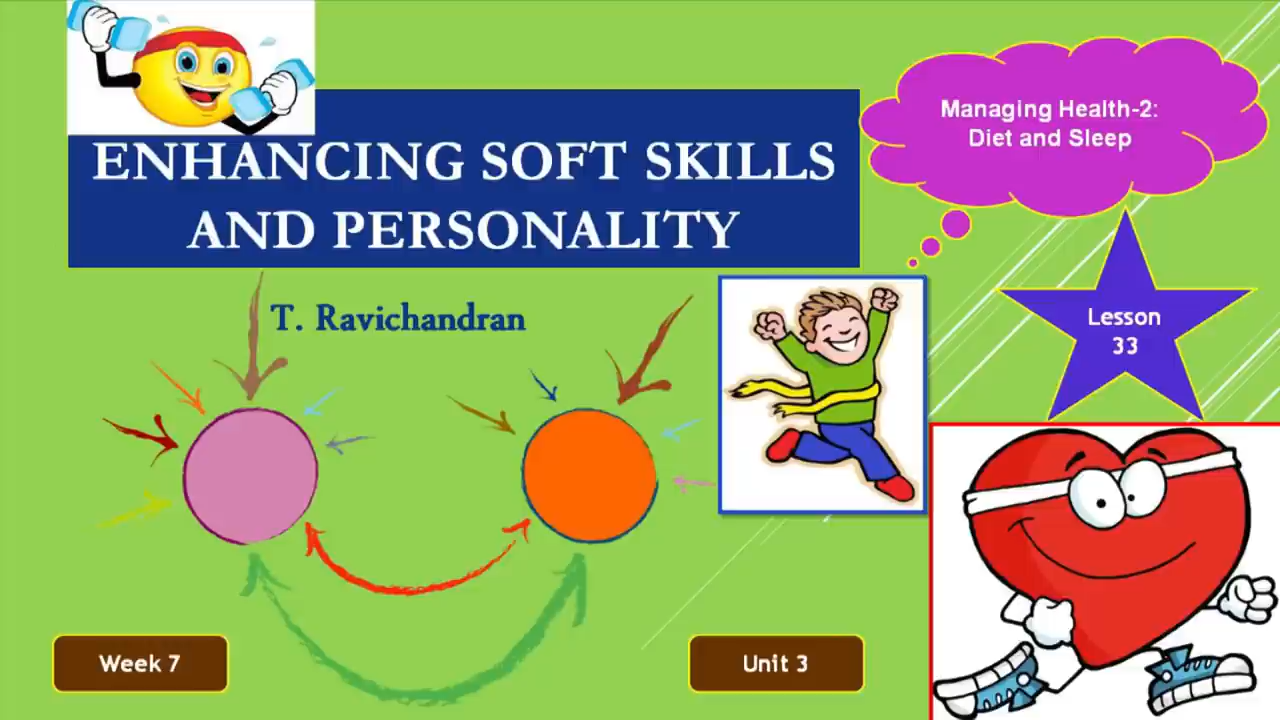 ENHANCING SOFT SKILLS
AND PERSONALITY
T. Ravichandran
Managing Health-2:
Diet and Sleep
Lesson
33
Week 7
Unit 3